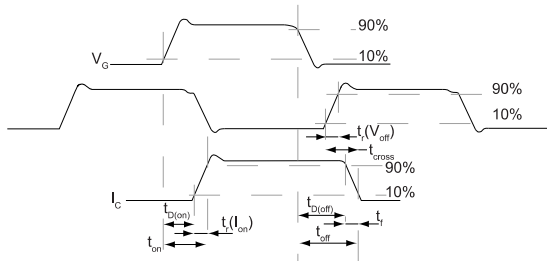 90%
V_G
10%
90%
10%
t_r(V_off)
t_cross
90%
I_C
10%
t_D(on)
t_r(I_on)
t_on
t_D(off)
t_f
t_off